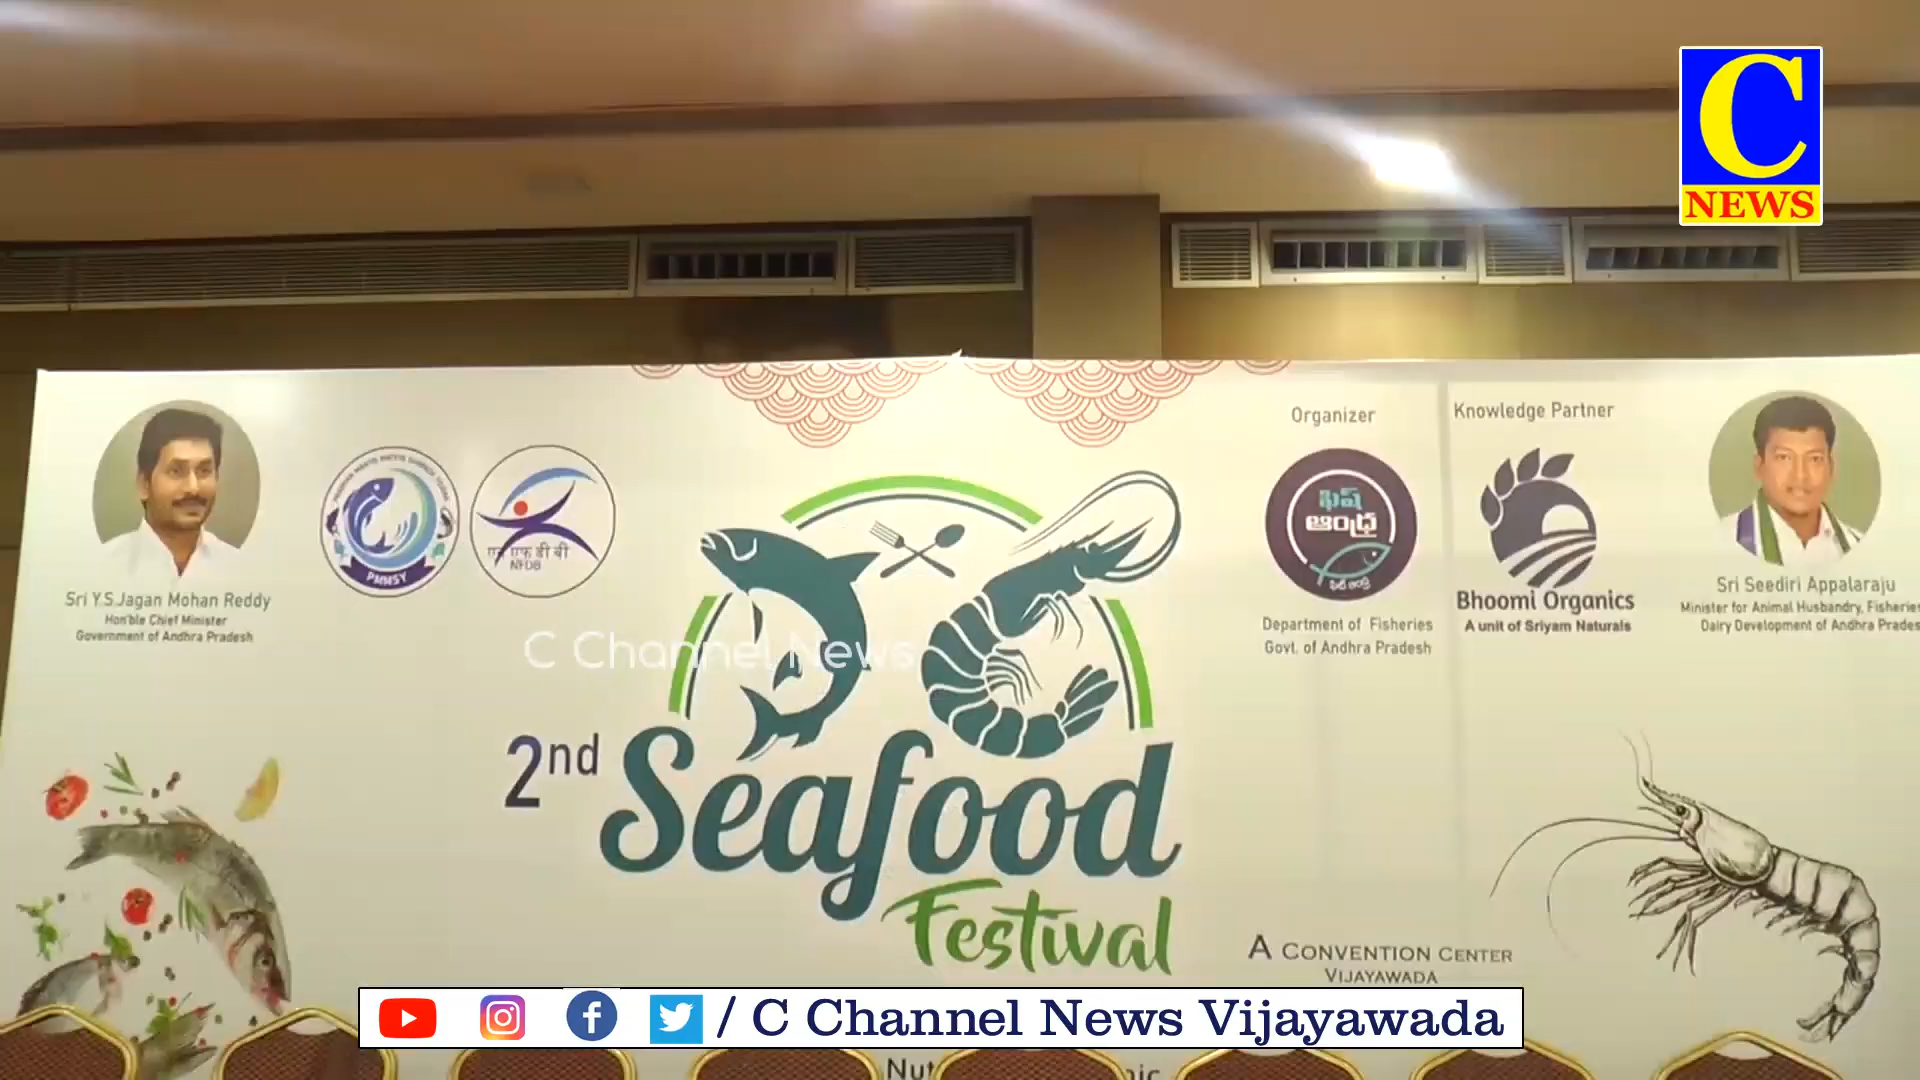 C
NEWS
Organizer
Knowledge Partner
PMMSY
एन एफ डी बी
NFDB
ఫిష్
ఆంధ్ర
Sri Y.S.Jagan Mohan Reddy
Hon'ble Chief Minister
Government of Andhra Pradesh
Department of Fisheries
Govt. of Andhra Pradesh
Bhoomi Organics
A unit of Sriyam Naturals
Sri Seediri Appalaraju
Minister for Animal Husbandry, Fisheries
Dairy Development of Andhra Prades
C Channel News
2nd Seafood
Festival
A CONVENTION CENTER
VIJAYAWADA
/ C Channel News Vijayawada